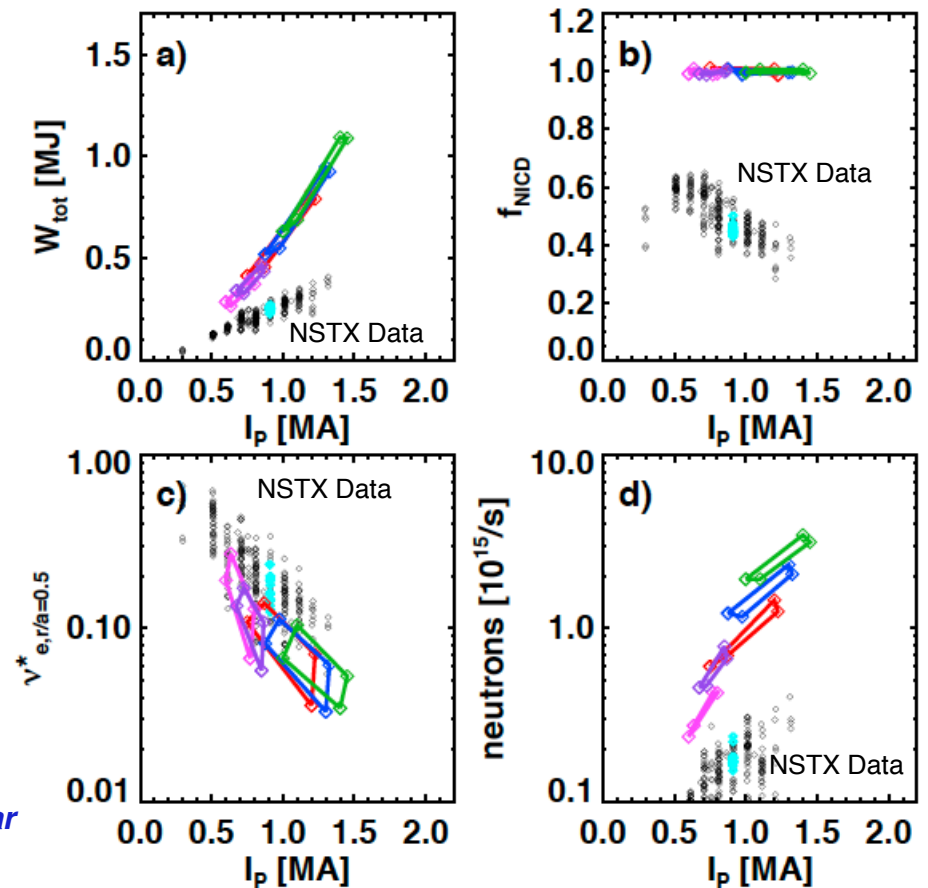 a)
1.5
1.0
0.5
0.0
W_tot [MJ]
NSTX Data
0.0 0.5 1.0 1.5 2.0
I_P [MA]
b)
1.2
1.0
0.8
0.6
0.4
0.2
0.0
f_NICD
NSTX Data
0.0 0.5 1.0 1.5 2.0
I_P [MA]
c)
1.00
0.10
0.01
ν*_e,r/a=0.5
NSTX Data
0.0 0.5 1.0 1.5 2.0
I_P [MA]
d)
10.0
1.0
0.1
neutrons [10^15/s]
NSTX Data
0.0 0.5 1.0 1.5 2.0
I_P [MA]